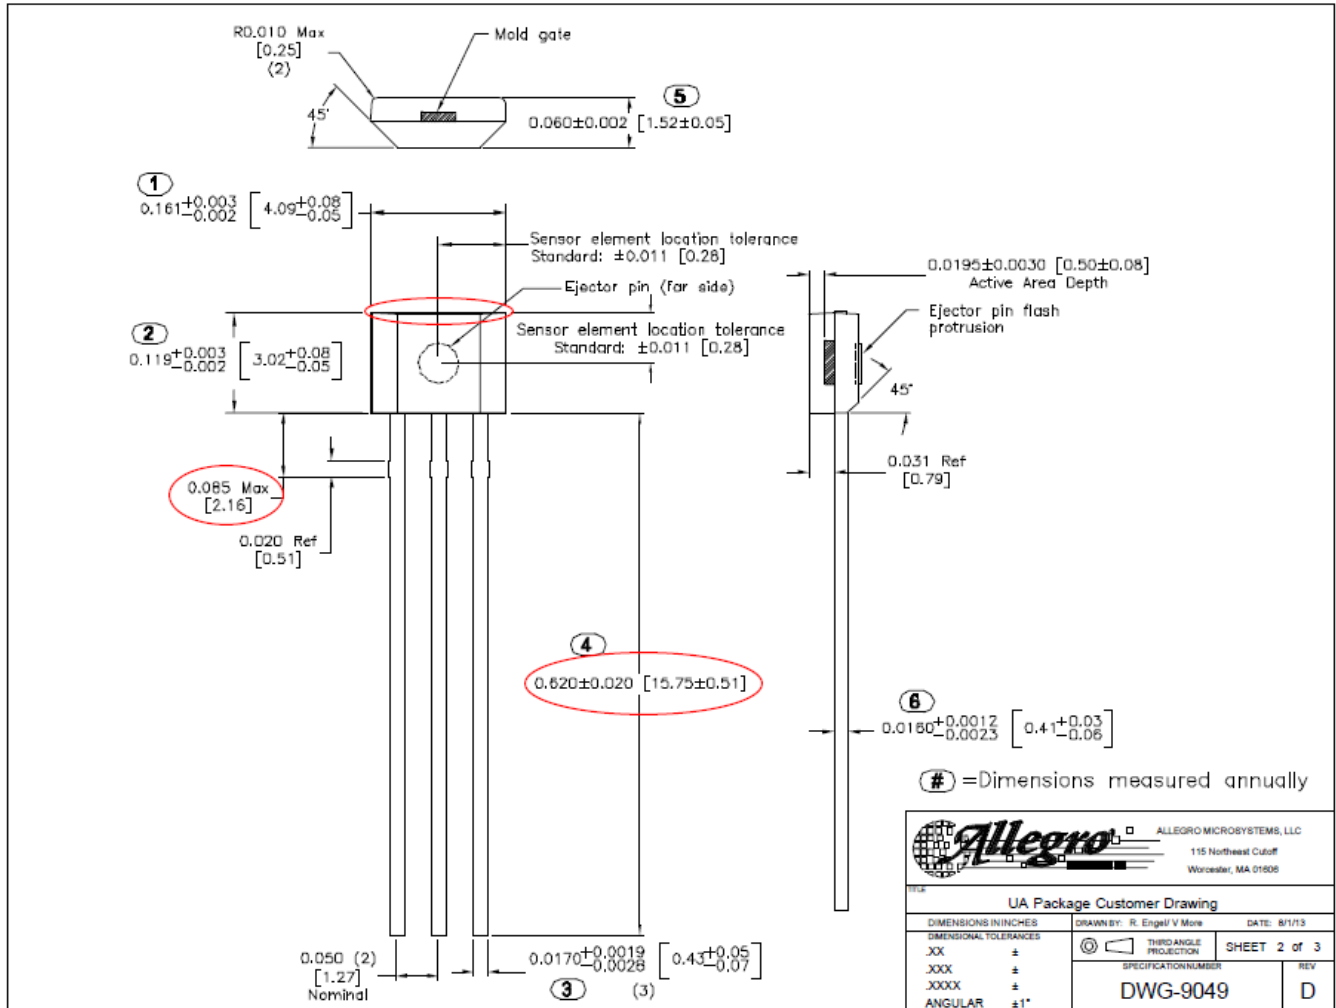 R0.010 Max
[0.25]
(2)
Mold gate
45°
5
0.060±0.002 [1.52±0.05]
1
0.161+0.003 -0.002 [4.09+0.08 -0.05]
Sensor element location tolerance
Standard: ±0.011 [0.28]
0.0195±0.0030 [0.50±0.08]
Active Area Depth
Ejector pin (far side)
Ejector pin flash
protrusion
2
0.119+0.003 -0.002 [3.02+0.08 -0.05]
Sensor element location tolerance
Standard: ±0.011 [0.28]
45°
0.031 Ref
[0.79]
0.085 Max
[2.16]
0.020 Ref
[0.51]
4
0.620±0.020 [15.75±0.51]
6
0.0160+0.0012 -0.0023 [0.41+0.03 -0.06]
# =Dimensions measured annually
Allegro
ALLEGRO MICROSYSTEMS, LLC
115 Northeast Cutoff
Worcester, MA 01606
TITLE
UA Package Customer Drawing
DIMENSIONS IN INCHES
DRAWN BY: R. Engel/ V More
DATE: 8/1/13
DIMENSIONAL TOLERANCES
.XX ±
.XXX ±
.XXXX ±
ANGULAR ±1°
THIRD ANGLE
PROJECTION
SHEET 2 of 3
SPECIFICATION NUMBER
DWG-9049
REV
D
0.050 (2)
[1.27]
Nominal
0.0170+0.0019 -0.0028 [0.43+0.05 -0.07]
3
(3)